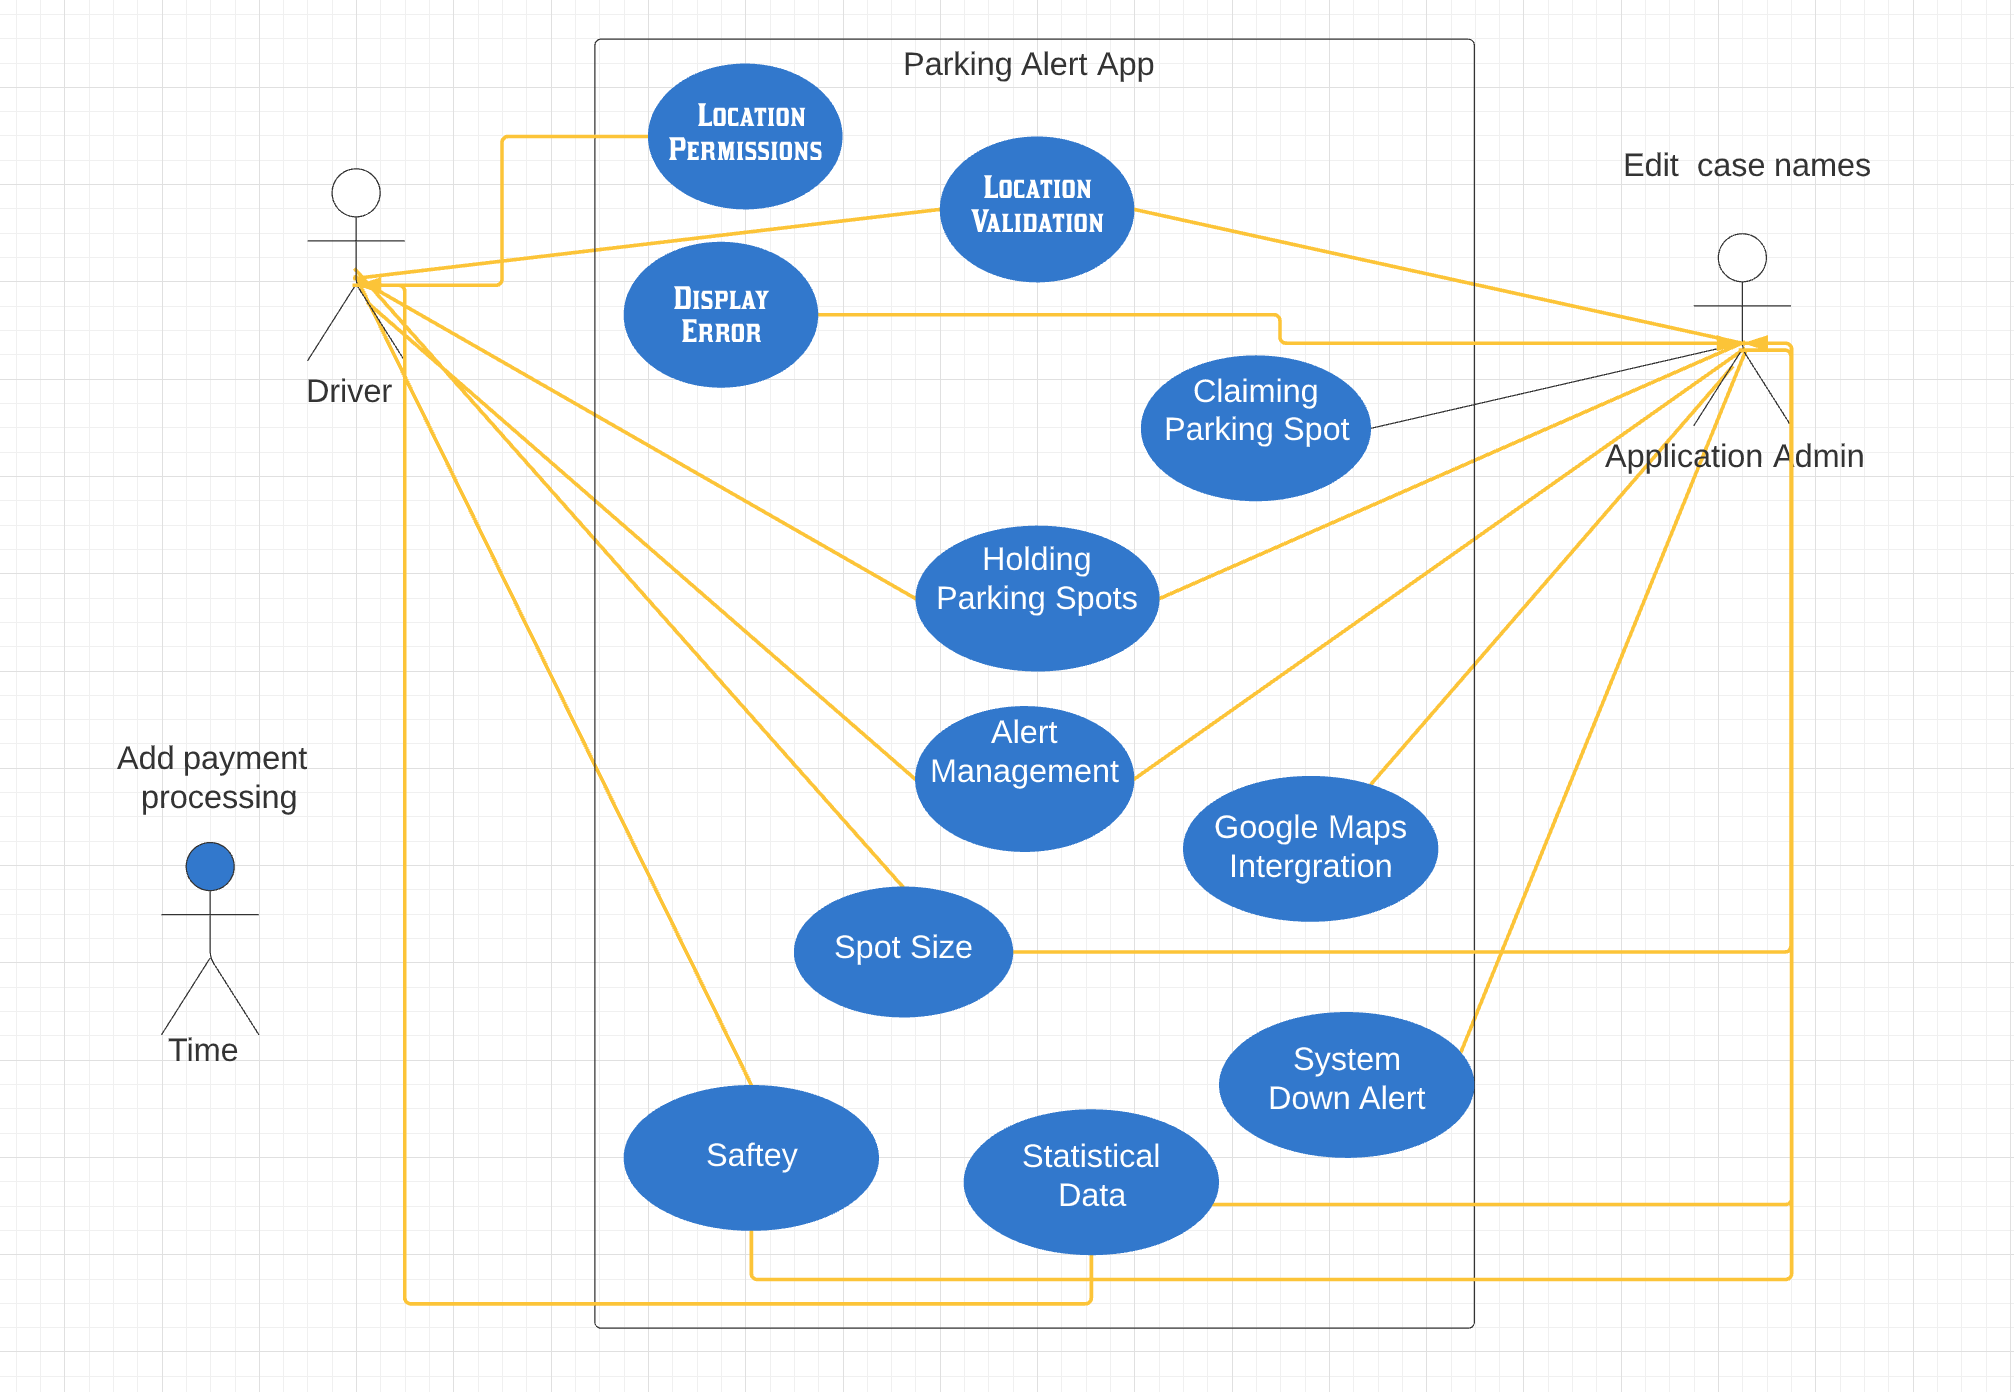 Parking Alert App
Location
Permissions
Location
Validation
Edit case names
Display
Error
Driver
Claiming
Parking Spot
Application Admin
Holding
Parking Spots
Alert
Management
Add payment
processing
Google Maps
Intergration
Spot Size
Time
System
Down Alert
Saftey
Statistical
Data